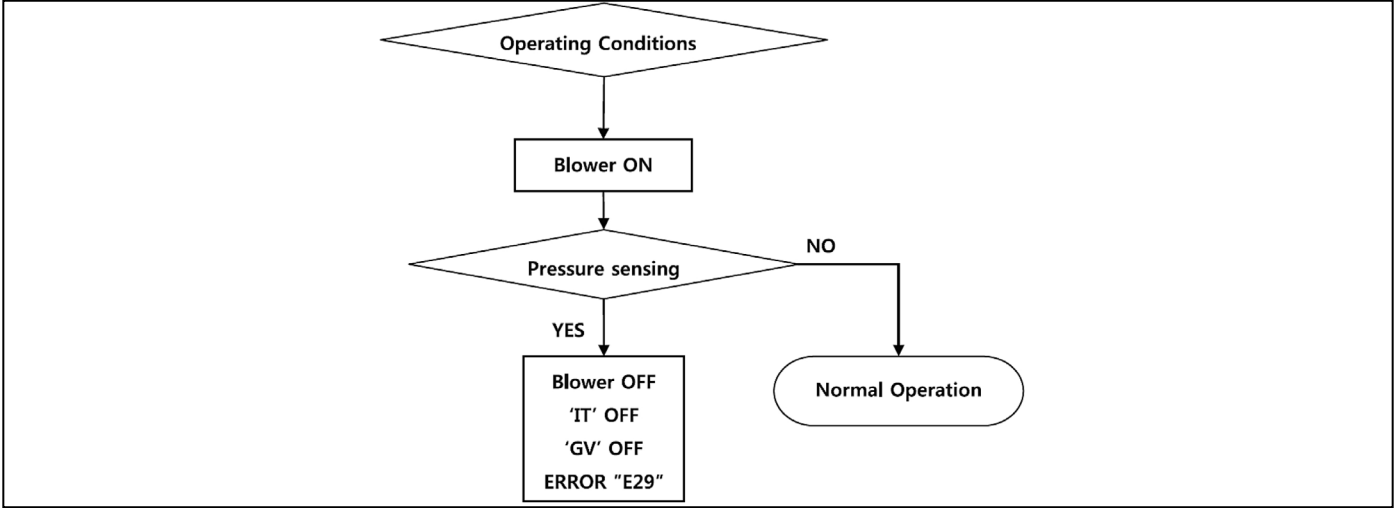 Operating Conditions
Blower ON
Pressure sensing
NO
YES
Blower OFF
‘IT’ OFF
‘GV’ OFF
ERROR "E29"
Normal Operation